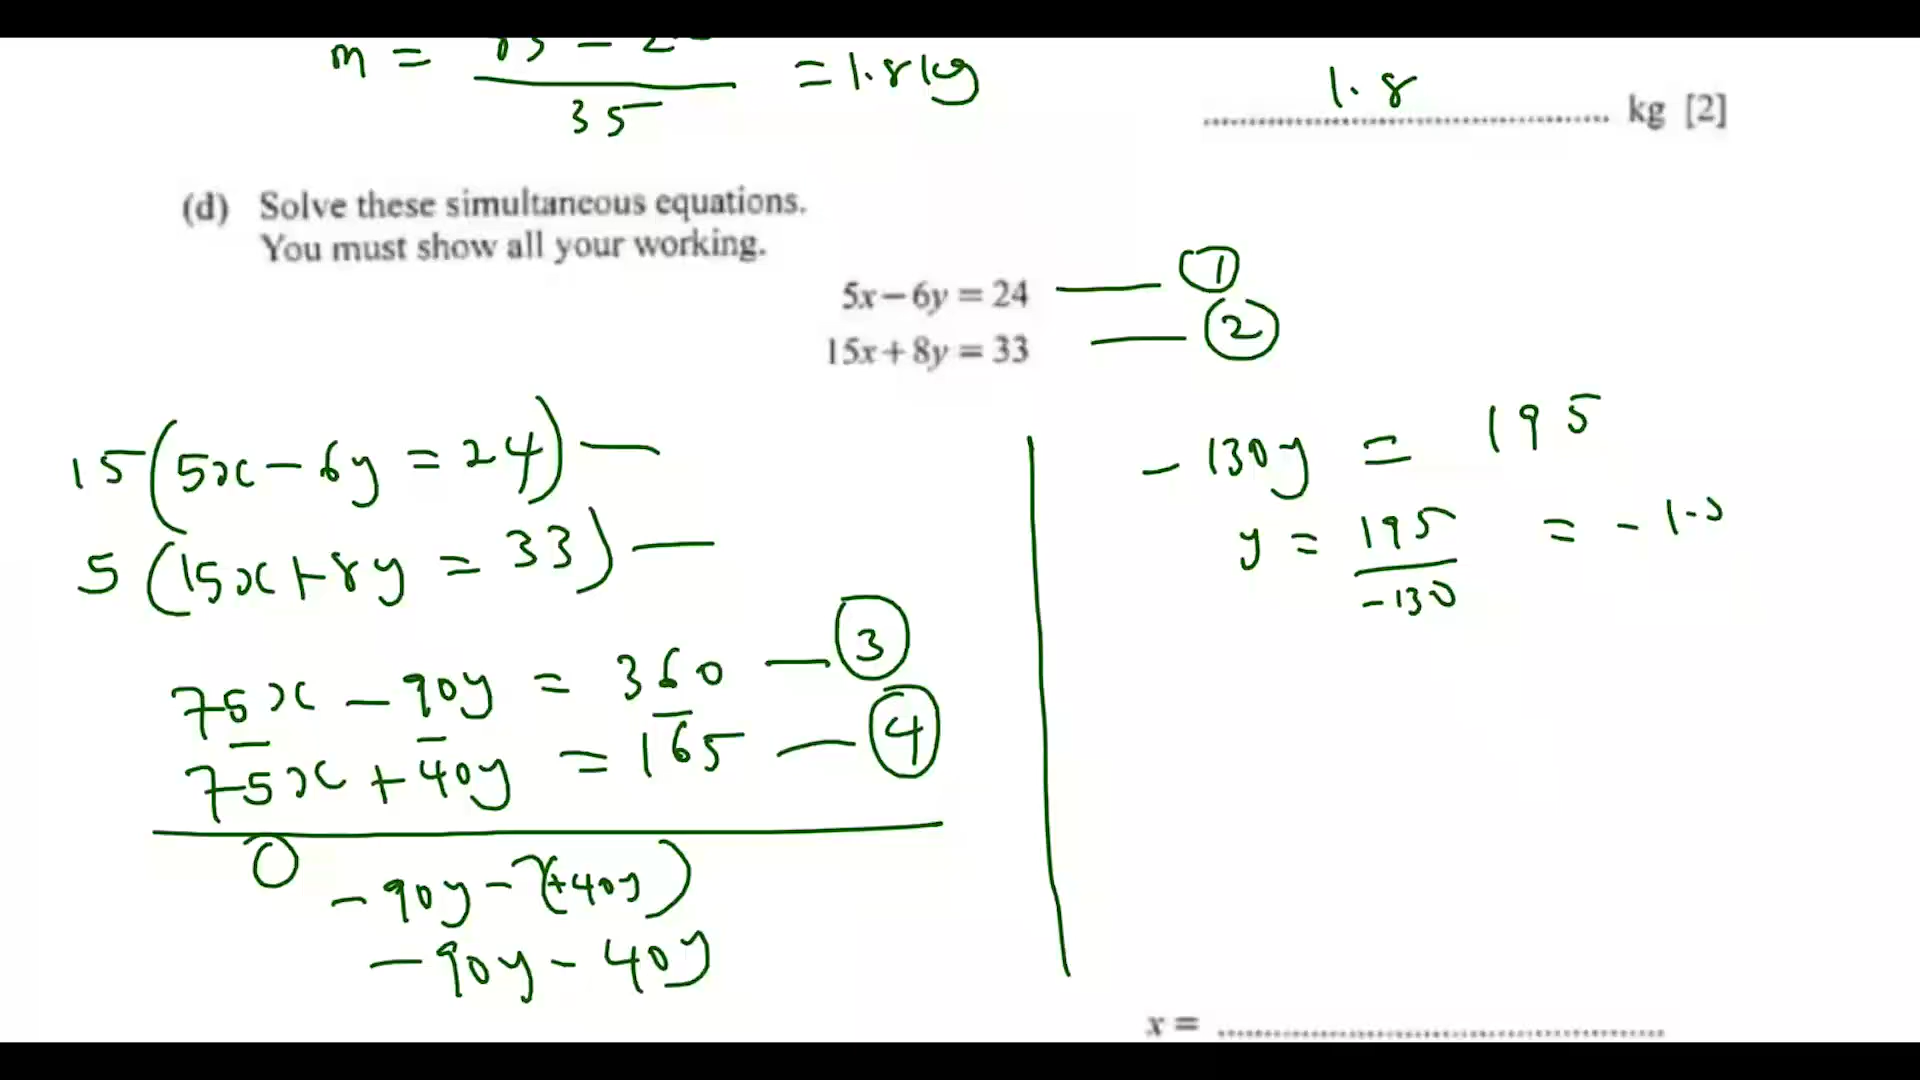 m = = 1.8kg
35
1.8
kg [2]
(d) Solve these simultaneous equations.
You must show all your working.
5x − 6y = 24 — ①
15x + 8y = 33 — ②
15(5x − 6y = 24) —
5(15x + 8y = 33) —
75x − 90y = 360 — ③
75x + 40y = 165 — ④
0
−90y − (+40y)
−90y − 40y
−130y = 195
y = 195/−130 = −1.5
x =